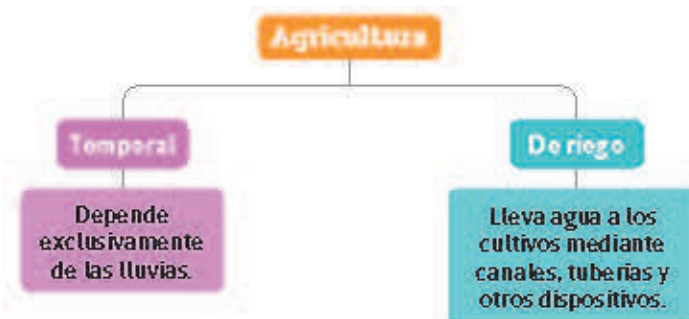 Agricultura
Temporal
De riego
Depende
exclusivamente
de las lluvias.
Lleva agua a los
cultivos mediante
canales, tuberías y
otros dispositivos.